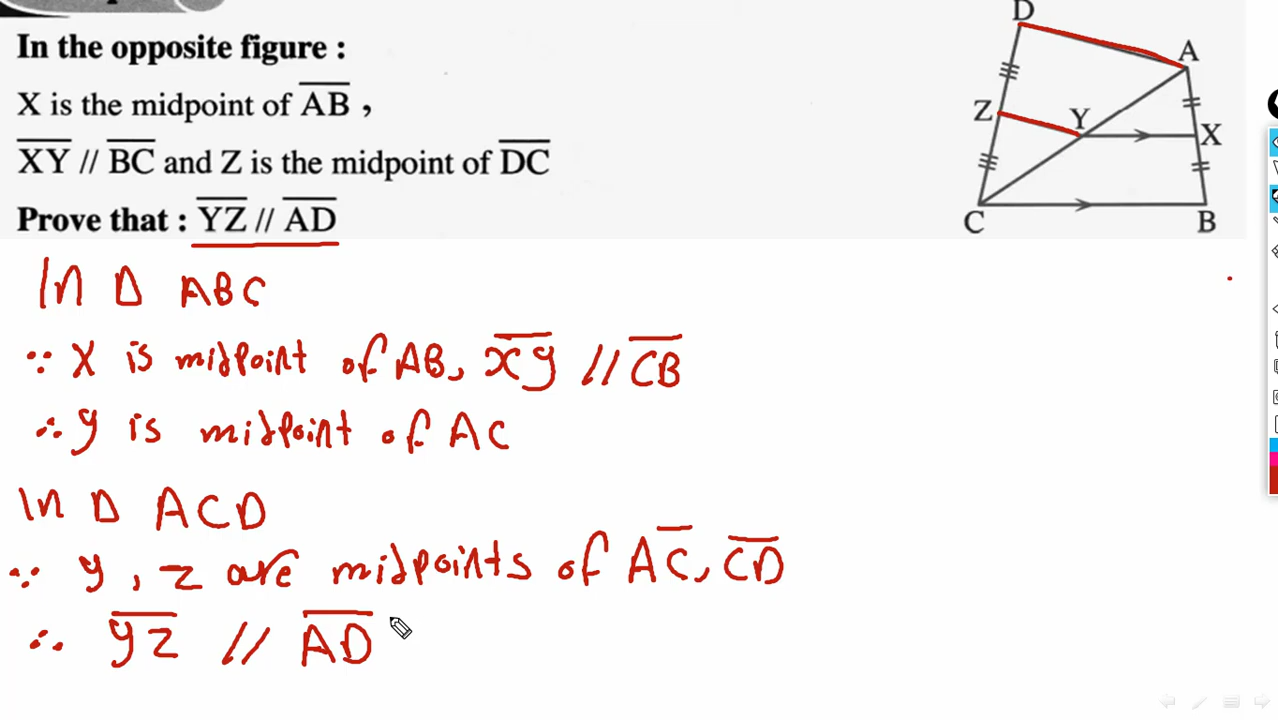 In the opposite figure :
X is the midpoint of AB ,
XY // BC and Z is the midpoint of DC
Prove that : YZ // AD
D
A
Z
Y
X
C
B
In Δ ABC
∵ X is midpoint of AB, XY // CB
∴ y is midpoint of AC
In Δ ACD
∵ y , z are midpoints of AC, CD
∴ yz // AD